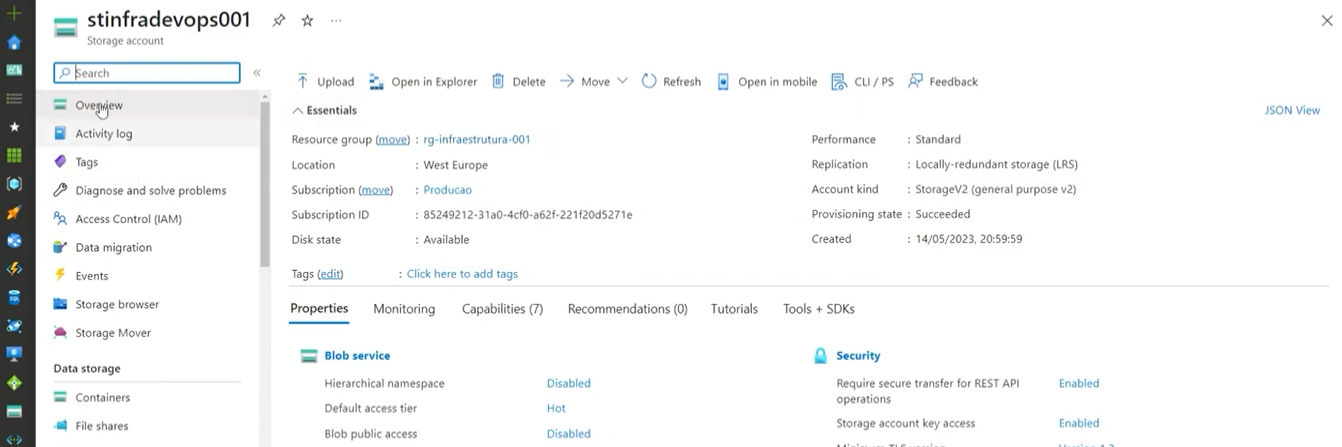 stinfradevops001
Storage account
Search
Overview
Activity log
Tags
Diagnose and solve problems
Access Control (IAM)
Data migration
Events
Storage browser
Storage Mover
Data storage
Containers
File shares
Upload Open in Explorer Delete Move Refresh Open in mobile CLI / PS Feedback
Essentials
JSON View
Resource group (move) : rg-infraestrutura-001
Location : West Europe
Subscription (move) : Producao
Subscription ID : 85249212-31a0-4cf0-a62f-221f20d5271e
Disk state : Available
Performance : Standard
Replication : Locally-redundant storage (LRS)
Account kind : StorageV2 (general purpose v2)
Provisioning state : Succeeded
Created : 14/05/2023, 20:59:59
Tags (edit) : Click here to add tags
Properties Monitoring Capabilities (7) Recommendations (0) Tutorials Tools + SDKs
Blob service
Hierarchical namespace Disabled
Default access tier Hot
Blob public access Disabled
Security
Require secure transfer for REST API operations Enabled
Storage account key access Enabled